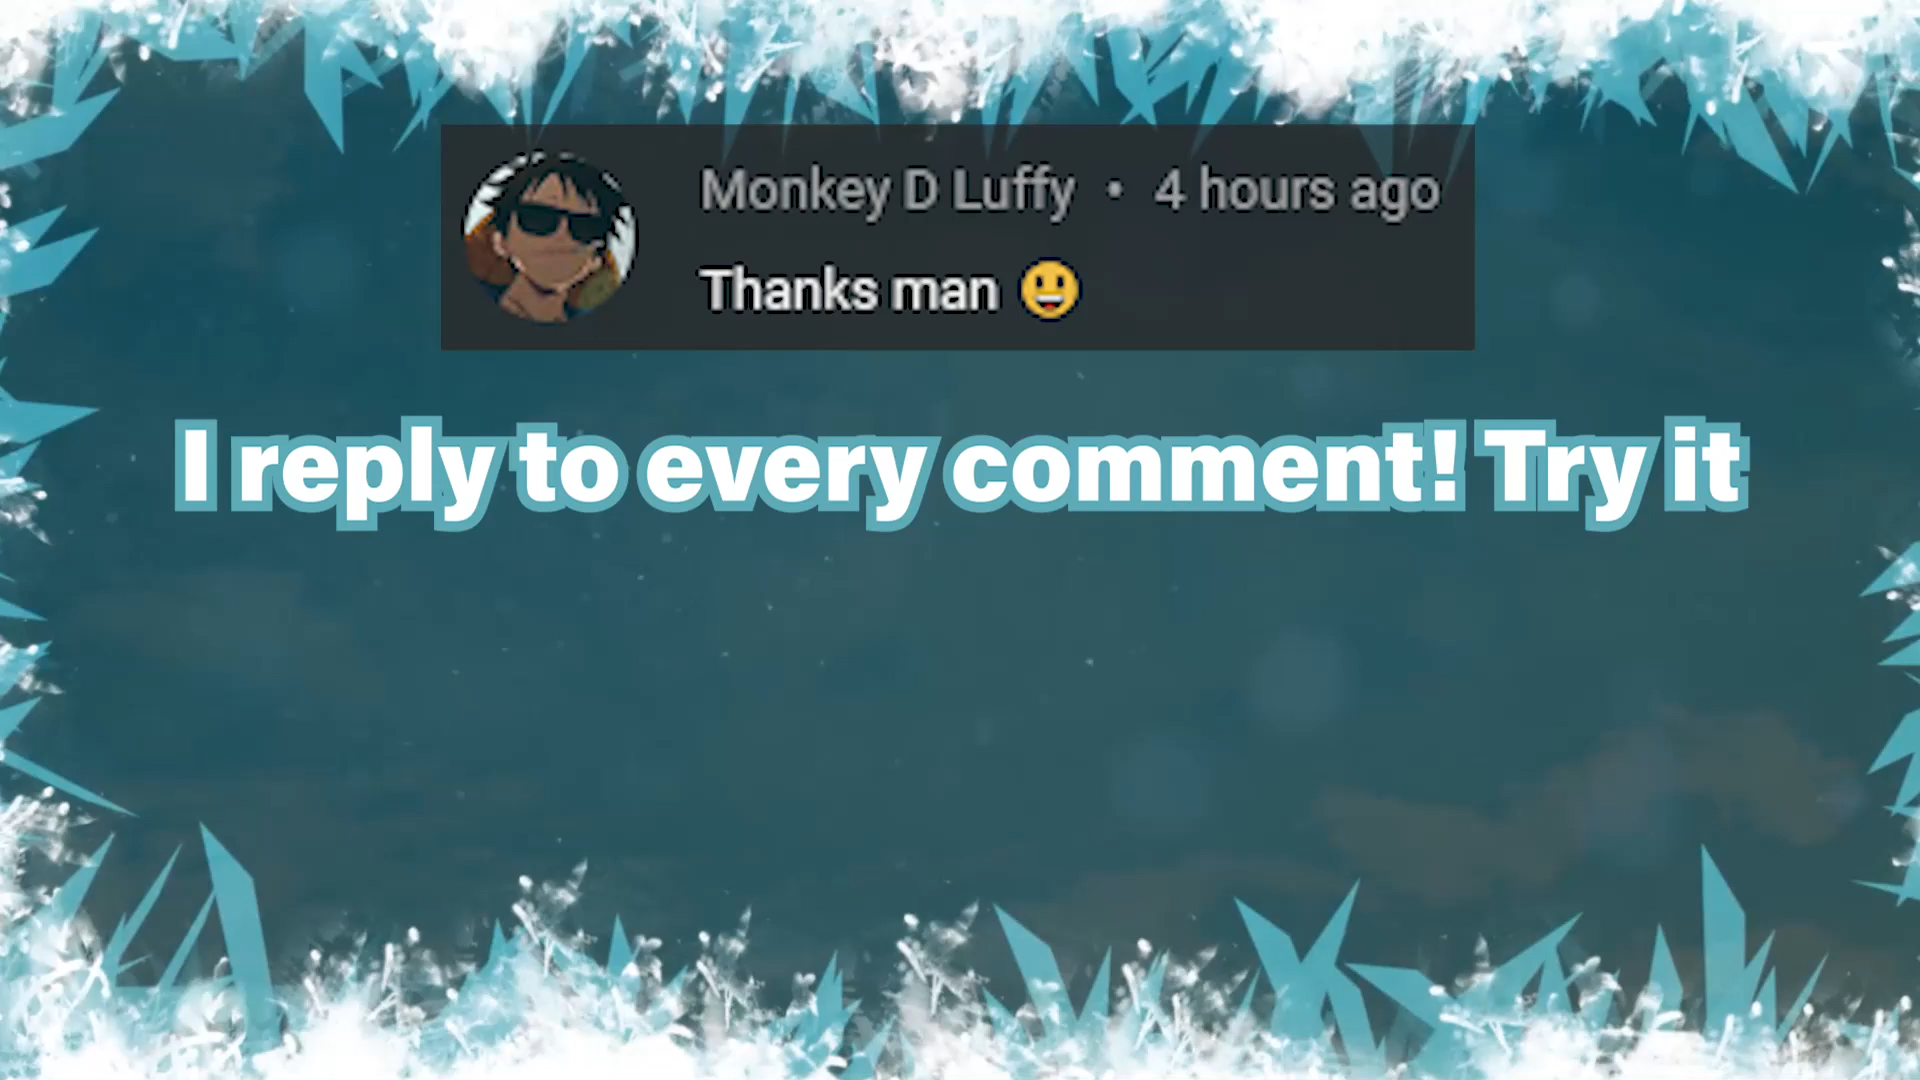 Monkey D Luffy • 4 hours ago
Thanks man 😃
I reply to every comment! Try it